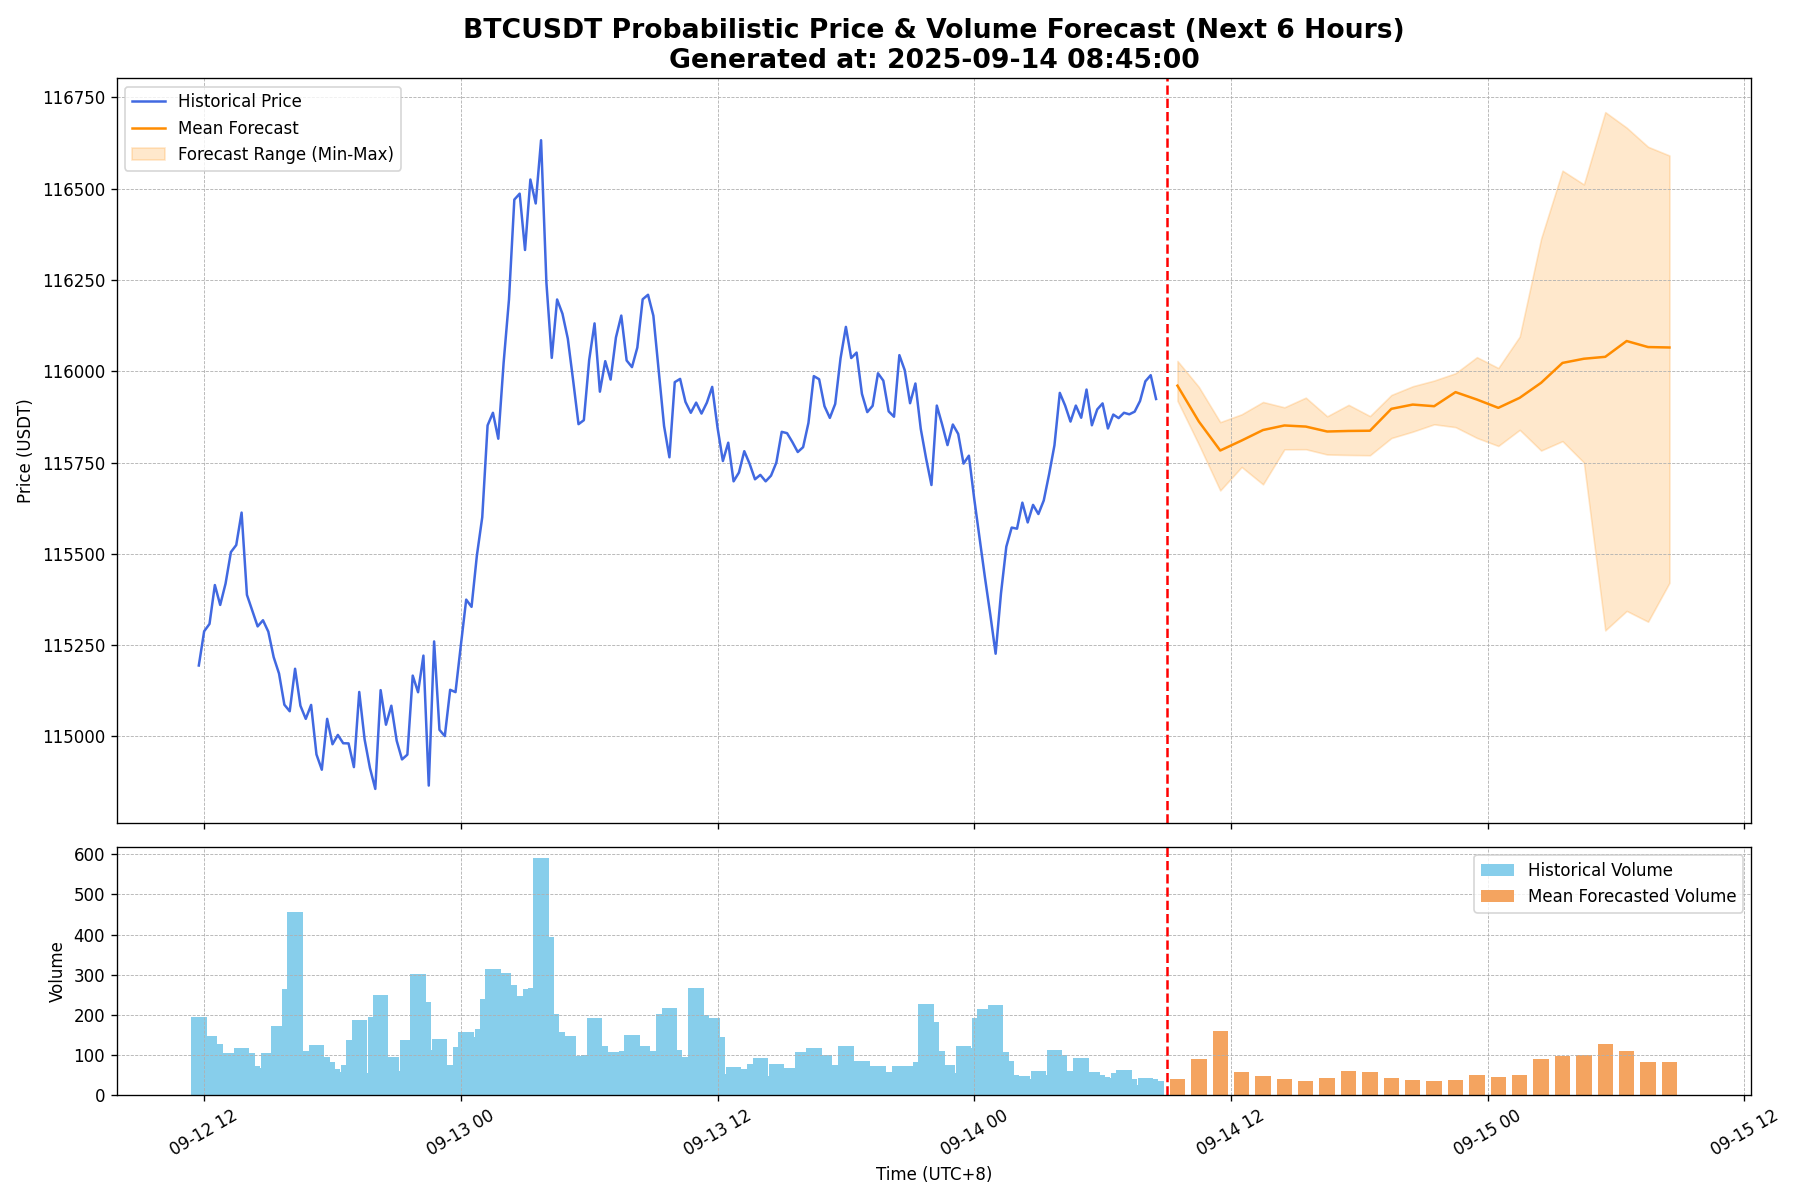 BTCUSDT Probabilistic Price & Volume Forecast (Next 6 Hours)
Generated at: 2025-09-14 08:45:00
Historical Price
Mean Forecast
Forecast Range (Min-Max)
116750
116500
116250
116000
115750
115500
115250
115000
Price (USDT)
Historical Volume
Mean Forecasted Volume
600
500
400
300
200
100
0
Volume
09-12 12
09-13 00
09-13 12
09-14 00
09-14 12
09-15 00
09-15 12
Time (UTC+8)